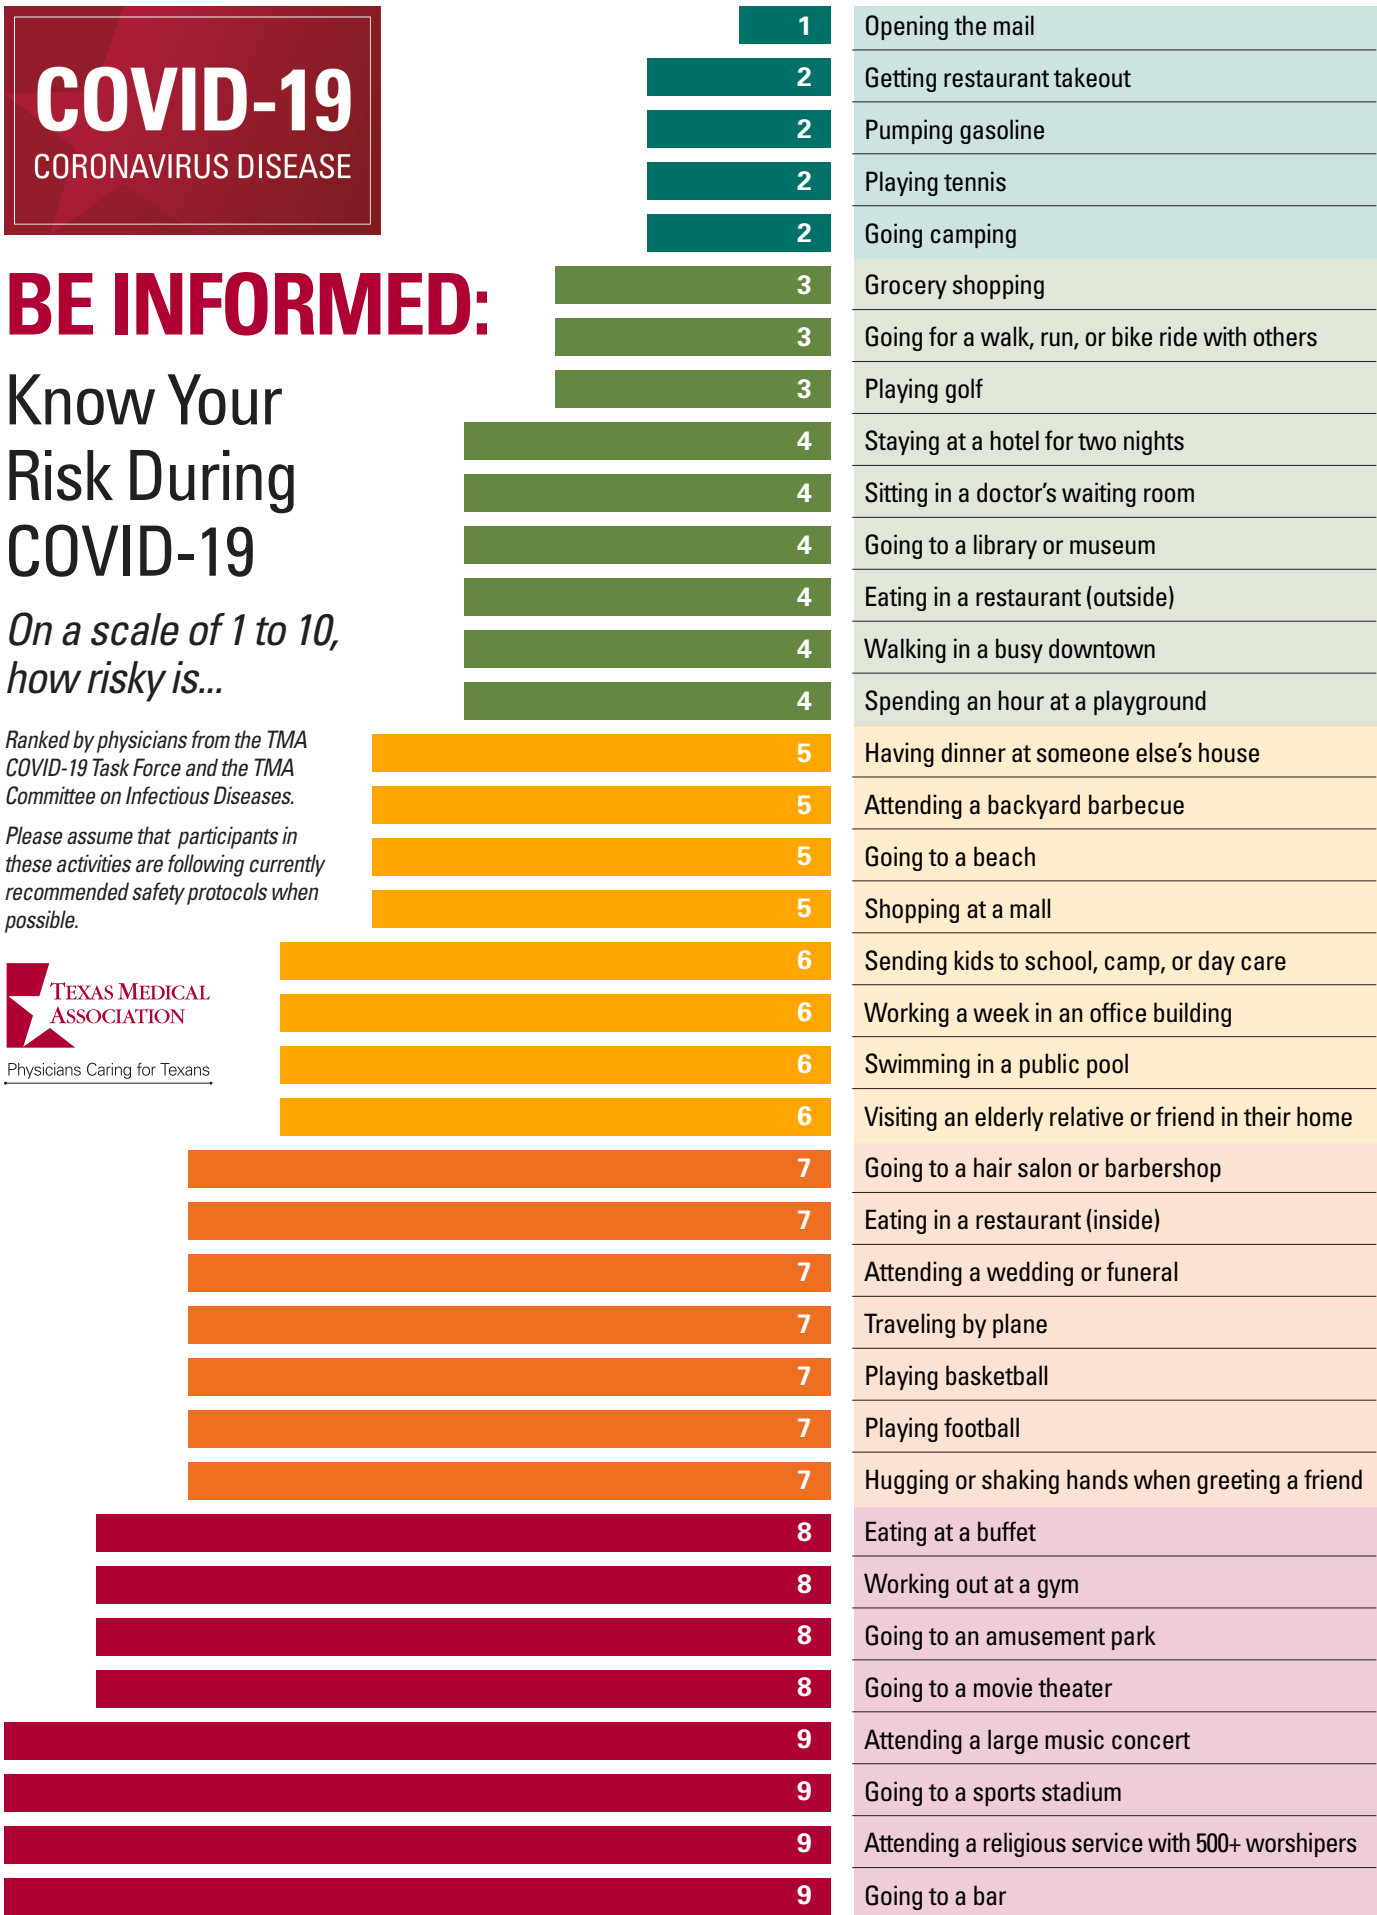 COVID-19
CORONAVIRUS DISEASE
BE INFORMED:
Know Your
Risk During
COVID-19
On a scale of 1 to 10,
how risky is...
Ranked by physicians from the TMA
COVID-19 Task Force and the TMA
Committee on Infectious Diseases.
Please assume that participants in
these activities are following currently
recommended safety protocols when
possible.
TEXAS MEDICAL
ASSOCIATION
Physicians Caring for Texans
1 Opening the mail
2 Getting restaurant takeout
2 Pumping gasoline
2 Playing tennis
2 Going camping
3 Grocery shopping
3 Going for a walk, run, or bike ride with others
3 Playing golf
4 Staying at a hotel for two nights
4 Sitting in a doctor's waiting room
4 Going to a library or museum
4 Eating in a restaurant (outside)
4 Walking in a busy downtown
4 Spending an hour at a playground
5 Having dinner at someone else's house
5 Attending a backyard barbecue
5 Going to a beach
5 Shopping at a mall
6 Sending kids to school, camp, or day care
6 Working a week in an office building
6 Swimming in a public pool
6 Visiting an elderly relative or friend in their home
7 Going to a hair salon or barbershop
7 Eating in a restaurant (inside)
7 Attending a wedding or funeral
7 Traveling by plane
7 Playing basketball
7 Playing football
7 Hugging or shaking hands when greeting a friend
8 Eating at a buffet
8 Working out at a gym
8 Going to an amusement park
8 Going to a movie theater
9 Attending a large music concert
9 Going to a sports stadium
9 Attending a religious service with 500+ worshipers
9 Going to a bar